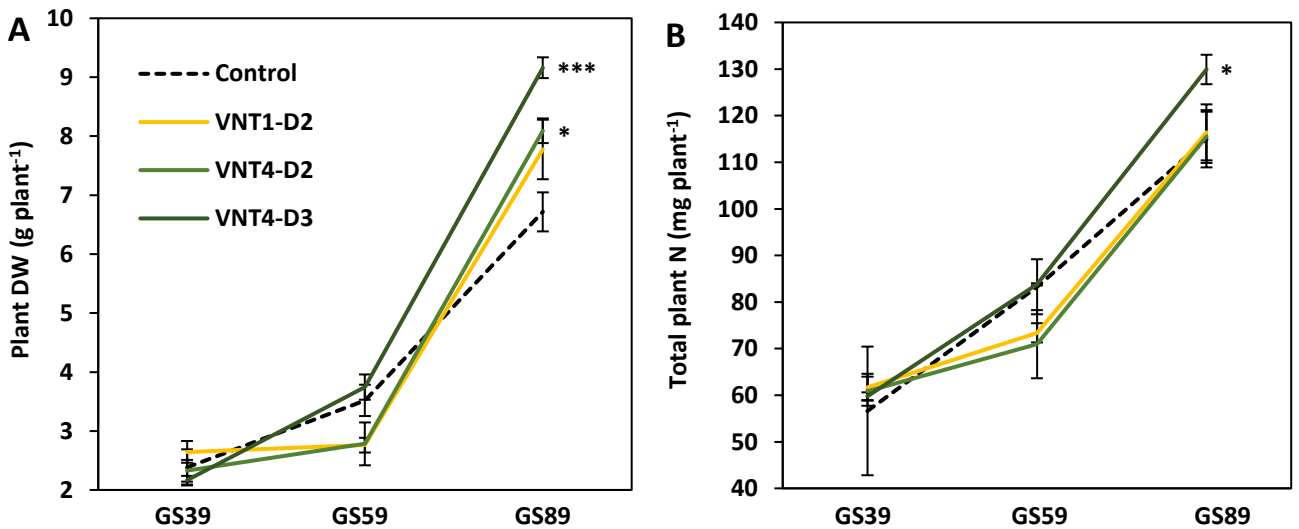 A
Plant DW (g plant⁻¹)
10
9
8
7
6
5
4
3
2
Control
VNT1-D2
VNT4-D2
VNT4-D3
***
*
GS39 GS59 GS89
B
Total plant N (mg plant⁻¹)
140
130
120
110
100
90
80
70
60
50
40
*
GS39 GS59 GS89